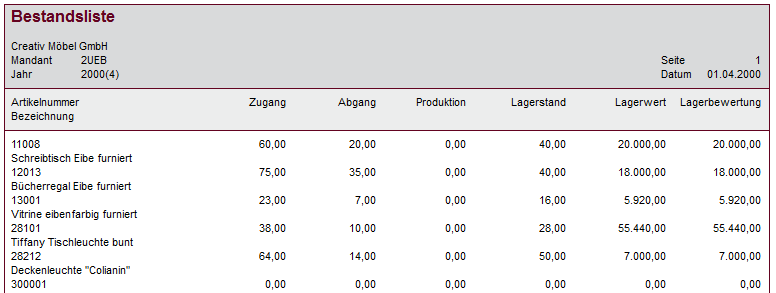 Bestandsliste
Creativ Möbel GmbH
Mandant 2UEB Seite 1
Jahr 2000(4) Datum 01.04.2000
Artikelnummer Zugang Abgang Produktion Lagerstand Lagerwert Lagerbewertung
Bezeichnung
11008 60,00 20,00 0,00 40,00 20.000,00 20.000,00
Schreibtisch Eibe furniert
12013 75,00 35,00 0,00 40,00 18.000,00 18.000,00
Bücherregal Eibe furniert
13001 23,00 7,00 0,00 16,00 5.920,00 5.920,00
Vitrine eibenfarbig furniert
28101 38,00 10,00 0,00 28,00 55.440,00 55.440,00
Tiffany Tischleuchte bunt
28212 64,00 14,00 0,00 50,00 7.000,00 7.000,00
Deckenleuchte "Colianin"
300001 0,00 0,00 0,00 0,00 0,00 0,00